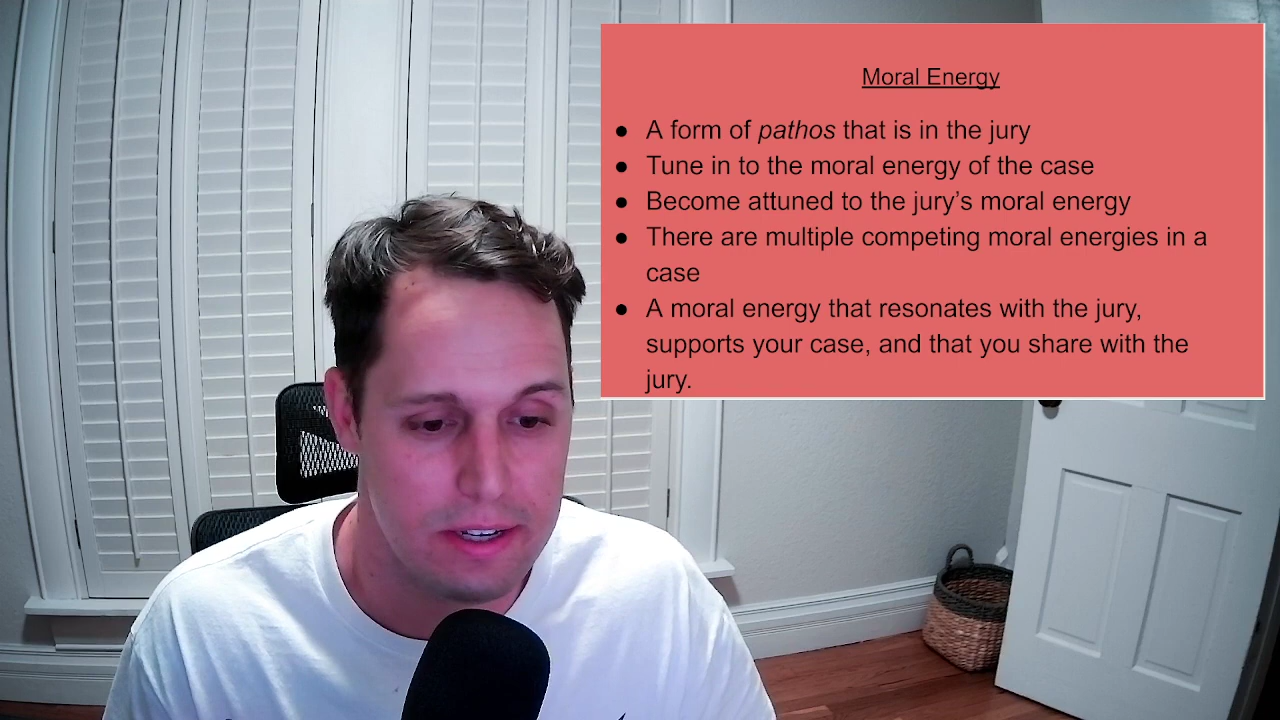 Moral Energy
● A form of pathos that is in the jury
● Tune in to the moral energy of the case
● Become attuned to the jury’s moral energy
● There are multiple competing moral energies in a
case
● A moral energy that resonates with the jury,
supports your case, and that you share with the
jury.